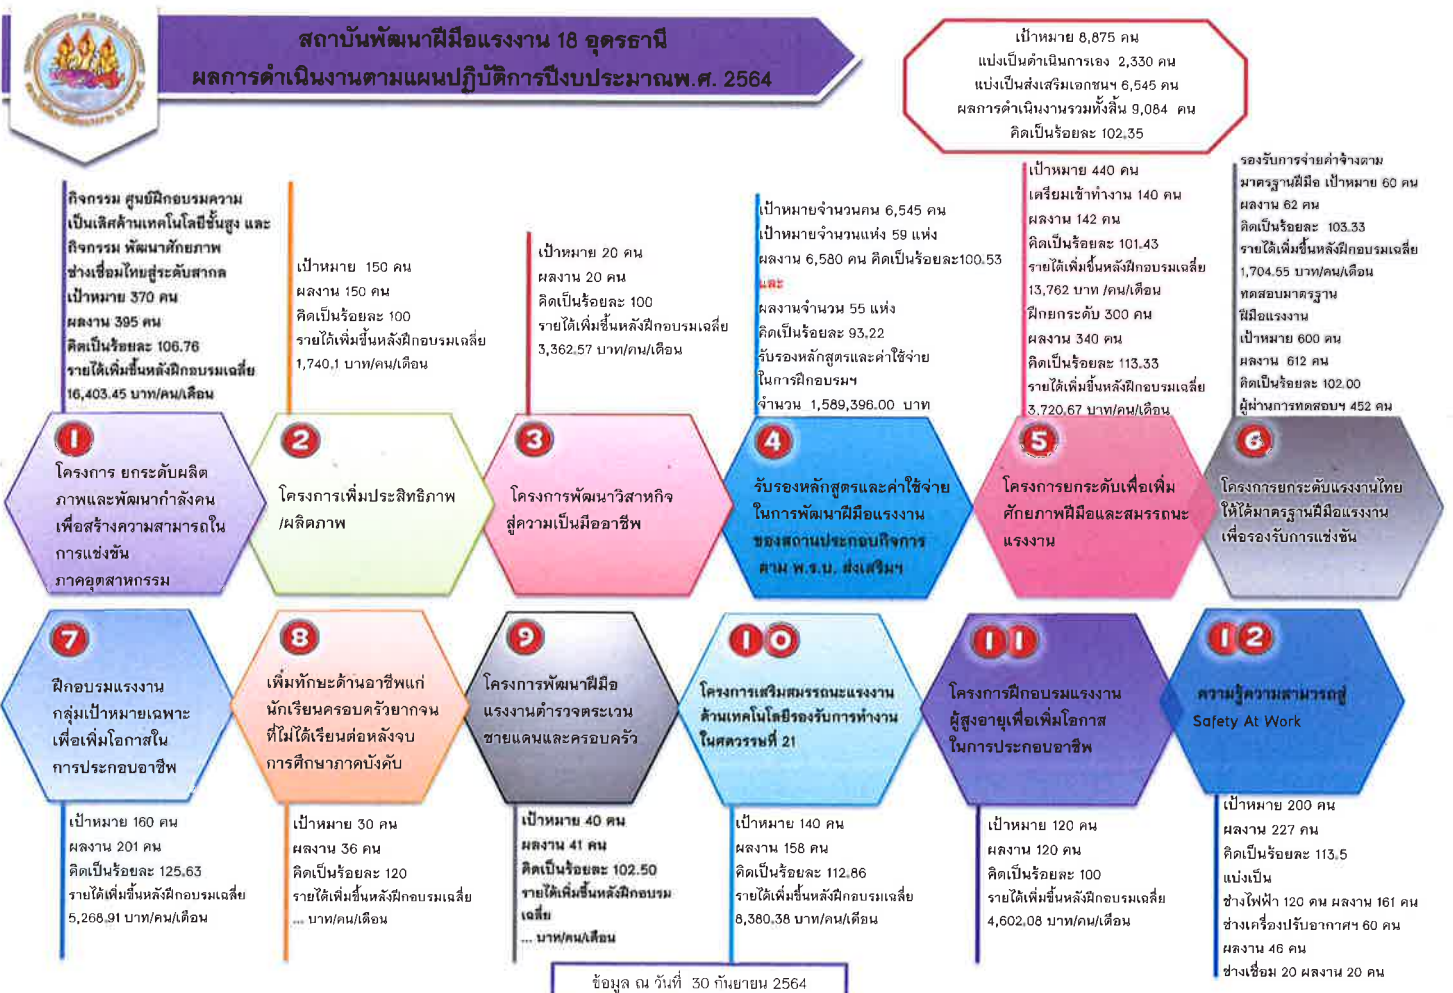 สถาบันพัฒนาฝีมือแรงงาน 18 อุดรธานี
ผลการดำเนินงานตามแผนปฏิบัติการปีงบประมาณพ.ศ. 2564
เป้าหมาย 8,875 คน
แบ่งเป็นดำเนินการเอง 2,330 คน
แบ่งเป็นส่งเสริมเอกชนฯ 6,545 คน
ผลการดำเนินงานรวมทั้งสิ้น 9,084 คน
คิดเป็นร้อยละ 102.35
กิจกรรม ศูนย์ฝึกอบรมความ
เป็นเลิศด้านเทคโนโลยีชั้นสูง และ
กิจกรรม พัฒนาศักยภาพ
ช่างเชื่อมไทยสู่ระดับสากล
เป้าหมาย 370 คน
ผลงาน 395 คน
คิดเป็นร้อยละ 106.76
รายได้เพิ่มขึ้นหลังฝึกอบรมเฉลี่ย
16,403.45 บาท/คน/เดือน
1
โครงการ ยกระดับผลิต
ภาพและพัฒนากำลังคน
เพื่อสร้างความสามารถใน
การแข่งขัน
ภาคอุตสาหกรรม
เป้าหมาย 150 คน
ผลงาน 150 คน
คิดเป็นร้อยละ 100
รายได้เพิ่มขึ้นหลังฝึกอบรมเฉลี่ย
1,740.1 บาท/คน/เดือน
2
โครงการเพิ่มประสิทธิภาพ
/ผลิตภาพ
เป้าหมาย 20 คน
ผลงาน 20 คน
คิดเป็นร้อยละ 100
รายได้เพิ่มขึ้นหลังฝึกอบรมเฉลี่ย
3,362.57 บาท/คน/เดือน
3
โครงการพัฒนาวิสาหกิจ
สู่ความเป็นมืออาชีพ
เป้าหมายจำนวนคน 6,545 คน
เป้าหมายจำนวนแห่ง 59 แห่ง
ผลงาน 6,580 คน คิดเป็นร้อยละ100.53
และ
ผลงานจำนวน 55 แห่ง
คิดเป็นร้อยละ 93.22
รับรองหลักสูตรและค่าใช้จ่าย
ในการฝึกอบรมฯ
จำนวน 1,589,396.00 บาท
4
รับรองหลักสูตรและค่าใช้จ่าย
ในการพัฒนาฝีมือแรงงาน
ของสถานประกอบกิจการ
ตาม พ.ร.บ. ส่งเสริมฯ
เป้าหมาย 440 คน
เตรียมเข้าทำงาน 140 คน
ผลงาน 142 คน
คิดเป็นร้อยละ 101.43
รายได้เพิ่มขึ้นหลังฝึกอบรมเฉลี่ย
13,762 บาท /คน/เดือน
ฝึกยกระดับ 300 คน
ผลงาน 340 คน
คิดเป็นร้อยละ 113.33
รายได้เพิ่มขึ้นหลังฝึกอบรมเฉลี่ย
3,720.67 บาท/คน/เดือน
5
โครงการยกระดับเพื่อเพิ่ม
ศักยภาพฝีมือและสมรรถนะ
แรงงาน
รองรับการจ่ายค่าจ้างตาม
มาตรฐานฝีมือ เป้าหมาย 60 คน
ผลงาน 62 คน
คิดเป็นร้อยละ 103.33
รายได้เพิ่มขึ้นหลังฝึกอบรมเฉลี่ย
1,704.55 บาท/คน/เดือน
ทดสอบมาตรฐาน
ฝีมือแรงงาน
เป้าหมาย 600 คน
ผลงาน 612 คน
คิดเป็นร้อยละ 102.00
ผู้ผ่านการทดสอบฯ 452 คน
6
โครงการยกระดับแรงงานไทย
ให้ได้มาตรฐานฝีมือแรงงาน
เพื่อรองรับการแข่งขัน
7
ฝึกอบรมแรงงาน
กลุ่มเป้าหมายเฉพาะ
เพื่อเพิ่มโอกาสใน
การประกอบอาชีพ
เป้าหมาย 160 คน
ผลงาน 201 คน
คิดเป็นร้อยละ 125.63
รายได้เพิ่มขึ้นหลังฝึกอบรมเฉลี่ย
5,268.91 บาท/คน/เดือน
8
เพิ่มทักษะด้านอาชีพแก่
นักเรียนครอบครัวยากจน
ที่ไม่ได้เรียนต่อหลังจบ
การศึกษาภาคบังคับ
เป้าหมาย 30 คน
ผลงาน 36 คน
คิดเป็นร้อยละ 120
รายได้เพิ่มขึ้นหลังฝึกอบรมเฉลี่ย
... บาท/คน/เดือน
9
โครงการพัฒนาฝีมือ
แรงงานตำรวจตระเวน
ชายแดนและครอบครัว
เป้าหมาย 40 คน
ผลงาน 41 คน
คิดเป็นร้อยละ 102.50
รายได้เพิ่มขึ้นหลังฝึกอบรม
เฉลี่ย
... บาท/คน/เดือน
10
โครงการเสริมสมรรถนะแรงงาน
ด้านเทคโนโลยีรองรับการทำงาน
ในศตวรรษที่ 21
เป้าหมาย 140 คน
ผลงาน 158 คน
คิดเป็นร้อยละ 112.86
รายได้เพิ่มขึ้นหลังฝึกอบรมเฉลี่ย
8,380.38 บาท/คน/เดือน
11
โครงการฝึกอบรมแรงงาน
ผู้สูงอายุเพื่อเพิ่มโอกาส
ในการประกอบอาชีพ
เป้าหมาย 120 คน
ผลงาน 120 คน
คิดเป็นร้อยละ 100
รายได้เพิ่มขึ้นหลังฝึกอบรมเฉลี่ย
4,602.08 บาท/คน/เดือน
12
ความรู้ความสามารถสู่
Safety At Work
เป้าหมาย 200 คน
ผลงาน 227 คน
คิดเป็นร้อยละ 113.5
แบ่งเป็น
ช่างไฟฟ้า 120 คน ผลงาน 161 คน
ช่างเครื่องปรับอากาศฯ 60 คน
ผลงาน 46 คน
ช่างเชื่อม 20 ผลงาน 20 คน
ข้อมูล ณ วันที่ 30 กันยายน 2564